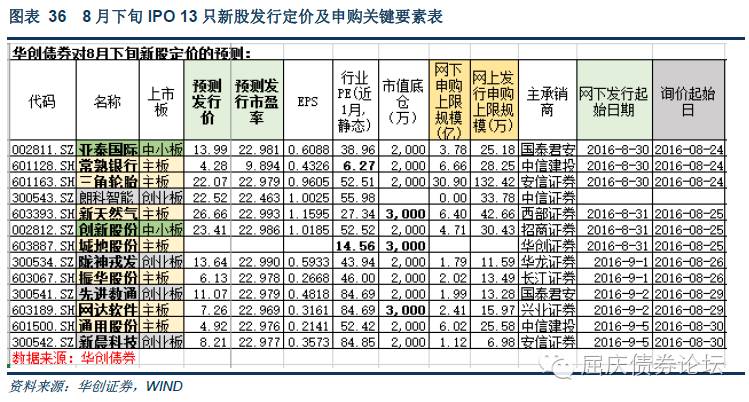 图表 36 8月下旬IPO 13只新股发行定价及申购关键要素表
华创债券对8月下旬新股定价的预测：
代码 名称 上市板 预测发行价 预测发行市盈率 EPS 行业PE(近1月,静态) 市值底仓(万) 网下申购上限规模(亿) 网上发行申购上限规模(万) 主承销商 网下发行起始日期 询价起始日
002811.SZ 亚泰国际 中小板 13.99 22.981 0.6088 38.96 2,000 3.78 25.18 国泰君安 2016-8-30 2016-08-24
601128.SH 常熟银行 主板 4.28 9.894 0.4326 6.27 2,000 6.66 28.25 中信建投 2016-8-30 2016-08-24
601163.SH 三角轮胎 主板 22.07 22.979 0.9605 52.51 2,000 30.90 132.42 安信证券 2016-8-30 2016-08-24
300543.SZ 朗科智能 创业板 22.52 22.463 1.0025 55.98 0.00 33.78 中信证券
603393.SH 新天然气 主板 26.66 22.993 1.1595 27.34 3,000 6.40 42.66 西部证券 2016-8-31 2016-08-25
002812.SZ 创新股份 中小板 23.41 22.986 1.0185 52.52 2,000 4.71 30.43 招商证券 2016-8-31 2016-08-25
603887.SH 城地股份 主板 14.56 3,000 华创证券 2016-08-25
300534.SZ 陇神戎发 创业板 13.64 22.990 0.5933 43.94 2,000 1.79 11.59 华龙证券 2016-9-1 2016-08-26
603067.SH 振华股份 主板 6.13 22.978 0.2668 46.00 2,000 2.02 13.49 长江证券 2016-9-1 2016-08-26
300541.SZ 先进数通 创业板 11.07 22.979 0.4818 84.69 2,000 1.99 13.28 国泰君安 2016-9-2 2016-08-29
603189.SH 网达软件 主板 7.26 22.969 0.3161 84.69 3,000 2.41 15.97 兴业证券 2016-9-2 2016-08-29
601500.SH 通用股份 主板 4.92 22.976 0.2141 52.42 2,000 6.02 25.58 中信建投 2016-9-5 2016-08-30
300542.SZ 新晨科技 创业板 8.21 22.977 0.3573 84.85 2,000 1.12 6.98 安信证券 2016-9-5 2016-08-30
数据来源：华创债券
屈庆债券论坛
资料来源：华创证券，WIND